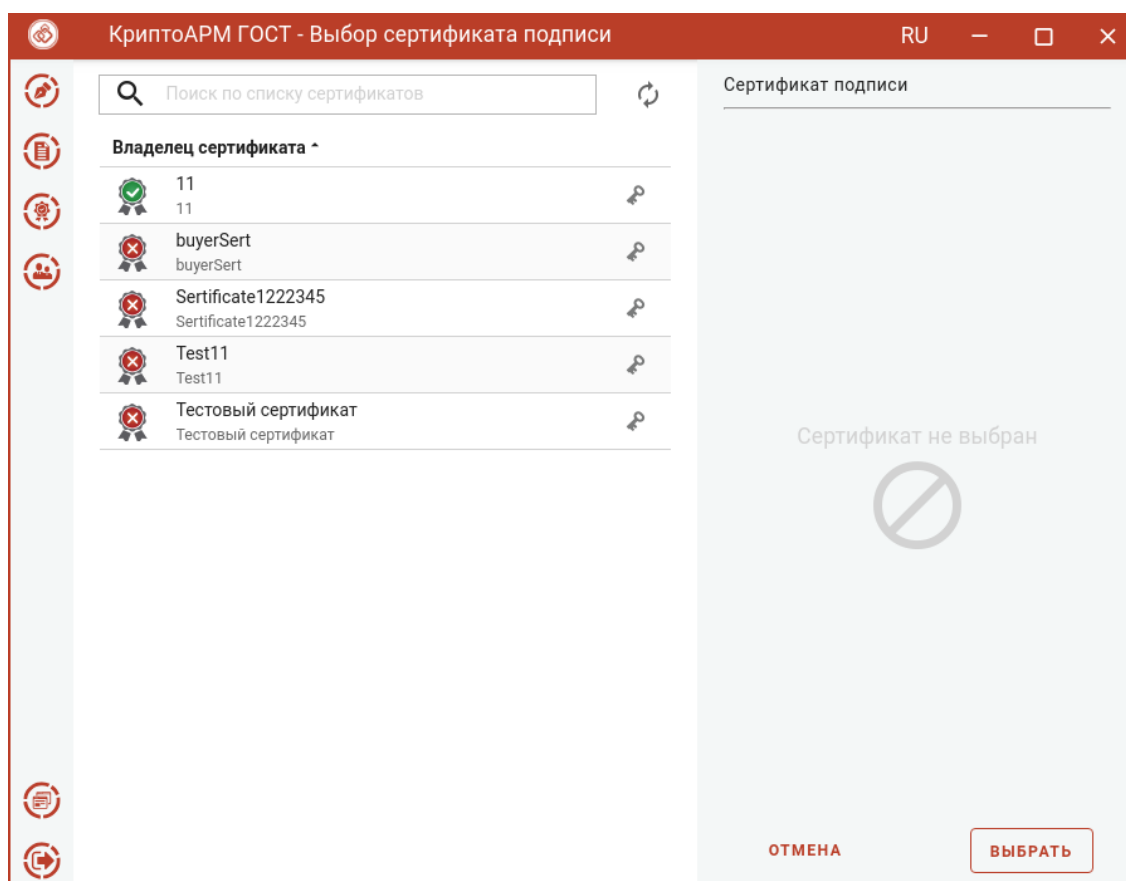 КриптоАРМ ГОСТ - Выбор сертификата подписи
RU
Поиск по списку сертификатов
Владелец сертификата
11
11
buyerSert
buyerSert
Sertificate1222345
Sertificate1222345
Test11
Test11
Тестовый сертификат
Тестовый сертификат
Сертификат подписи
Сертификат не выбран
ОТМЕНА
ВЫБРАТЬ